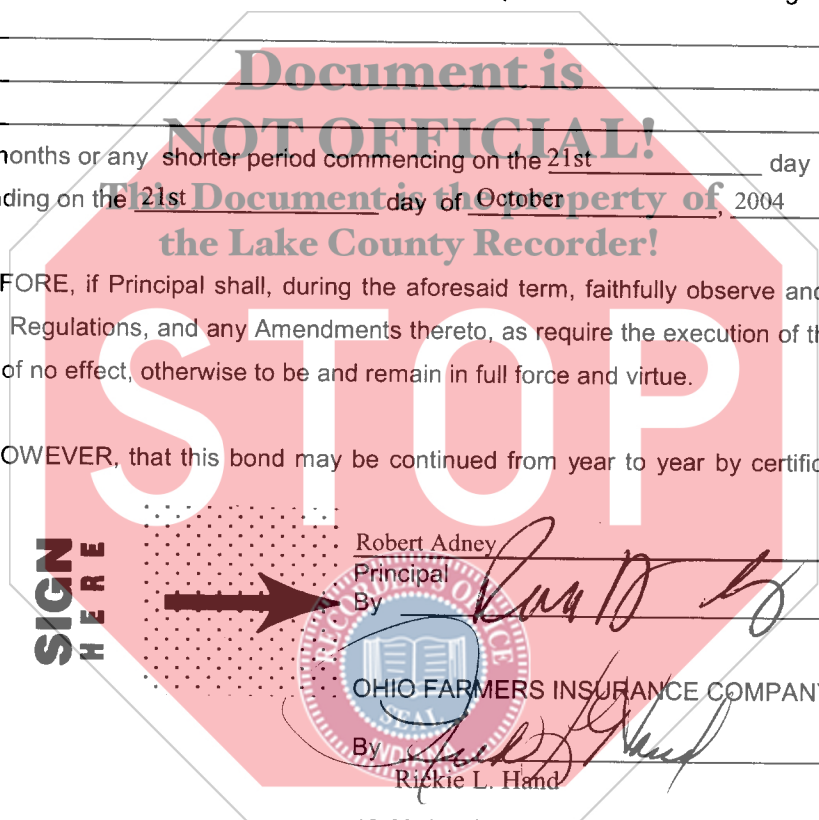 Document is
NOT OFFICIAL!
months or any shorter period commencing on the 21st day
ding on the 21st day of October, 2004
This Document is the property of
the Lake County Recorder!
FORE, if Principal shall, during the aforesaid term, faithfully observe and
Regulations, and any Amendments thereto, as require the execution of th
of no effect, otherwise to be and remain in full force and virtue.
STOP
OWEVER, that this bond may be continued from year to year by certific
SIGN
HERE
Robert Adney
Principal
By
RECORDER'S OFFICE
SEAL
INDIANA
OHIO FARMERS INSURANCE COMPANY
By
Rickie L. Hand